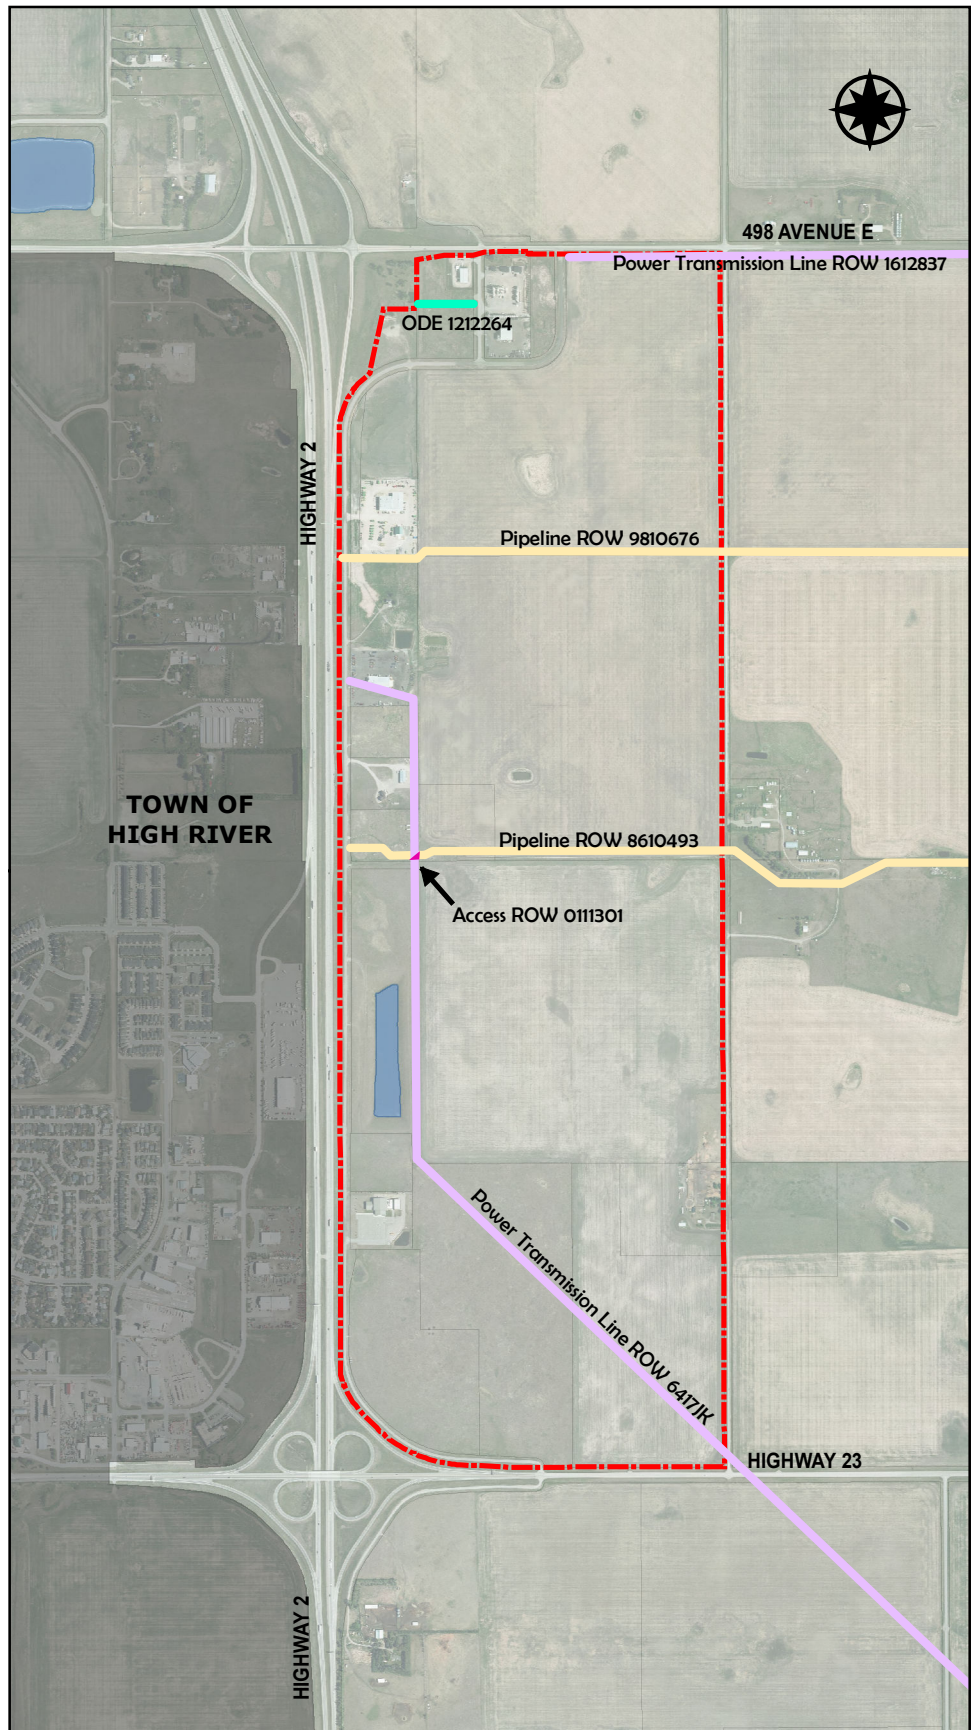 498 AVENUE E
Power Transmission Line ROW 1612837
ODE 1212264
HIGHWAY 2
Pipeline ROW 9810676
TOWN OF
HIGH RIVER
Pipeline ROW 8610493
Access ROW 0111301
Power Transmission Line ROW 6417JK
HIGHWAY 23
HIGHWAY 2